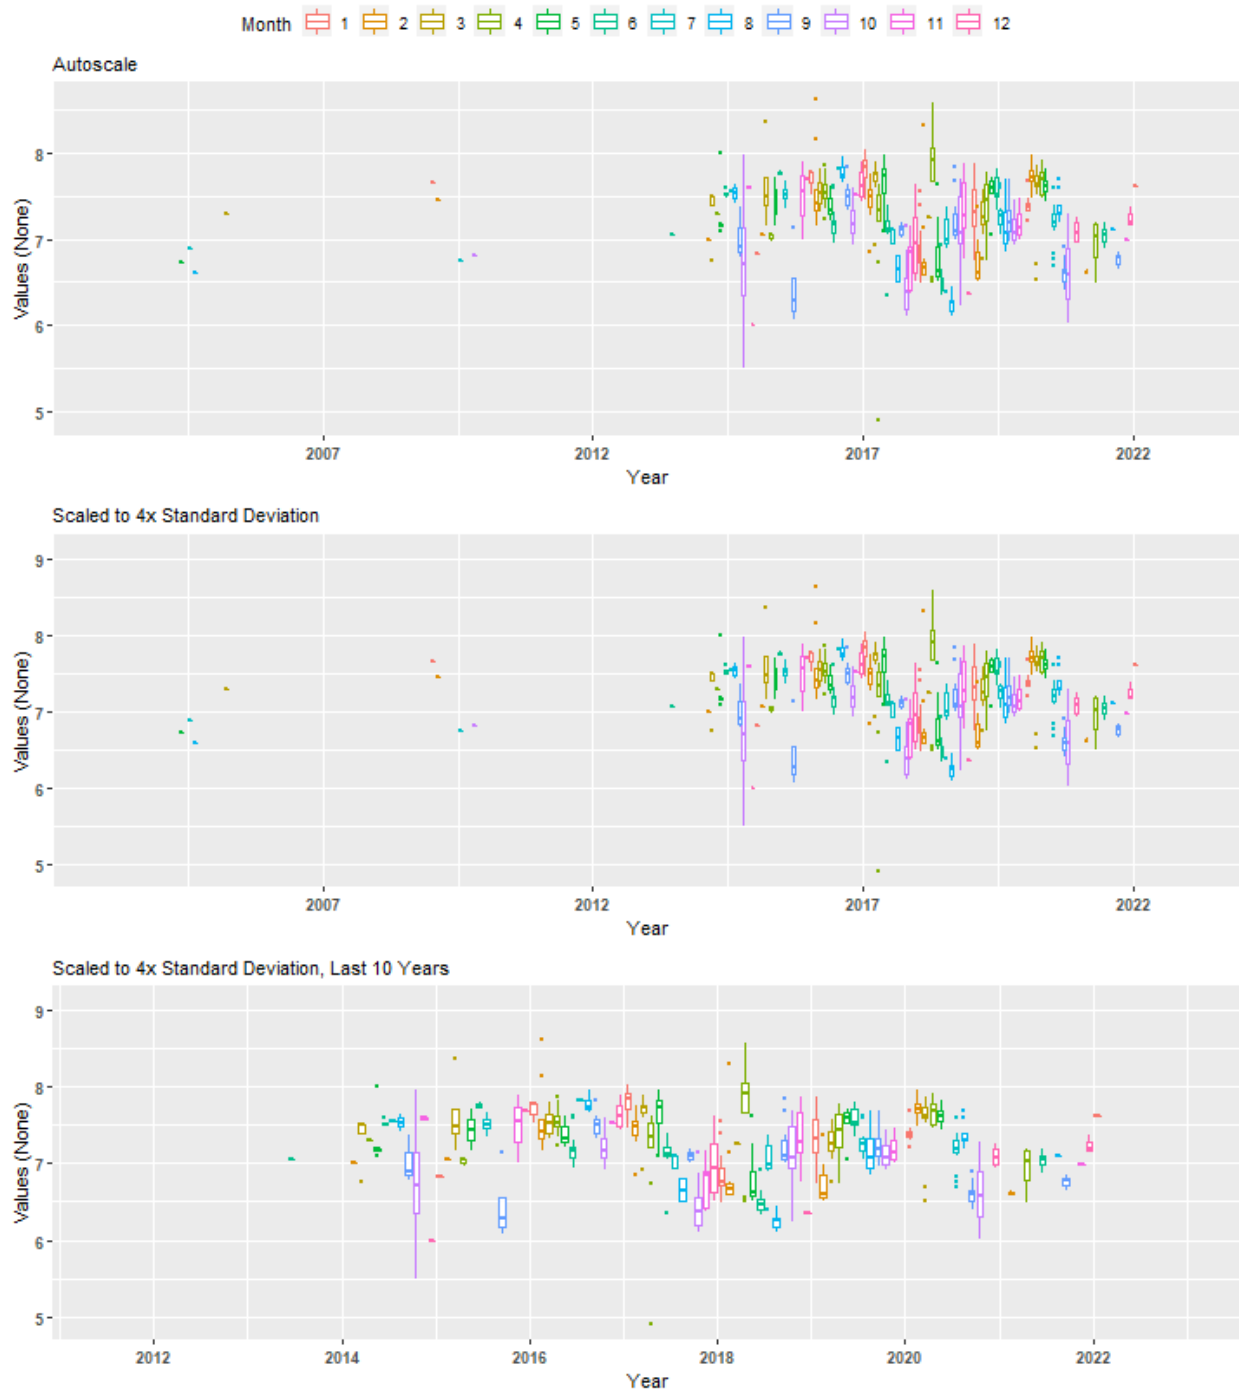 Month 1 2 3 4 5 6 7 8 9 10 11 12
Autoscale
Values (None)
8
7
6
5
2007 2012 2017 2022
Year
Scaled to 4x Standard Deviation
Values (None)
9
8
7
6
5
2007 2012 2017 2022
Year
Scaled to 4x Standard Deviation, Last 10 Years
Values (None)
9
8
7
6
5
2012 2014 2016 2018 2020 2022
Year